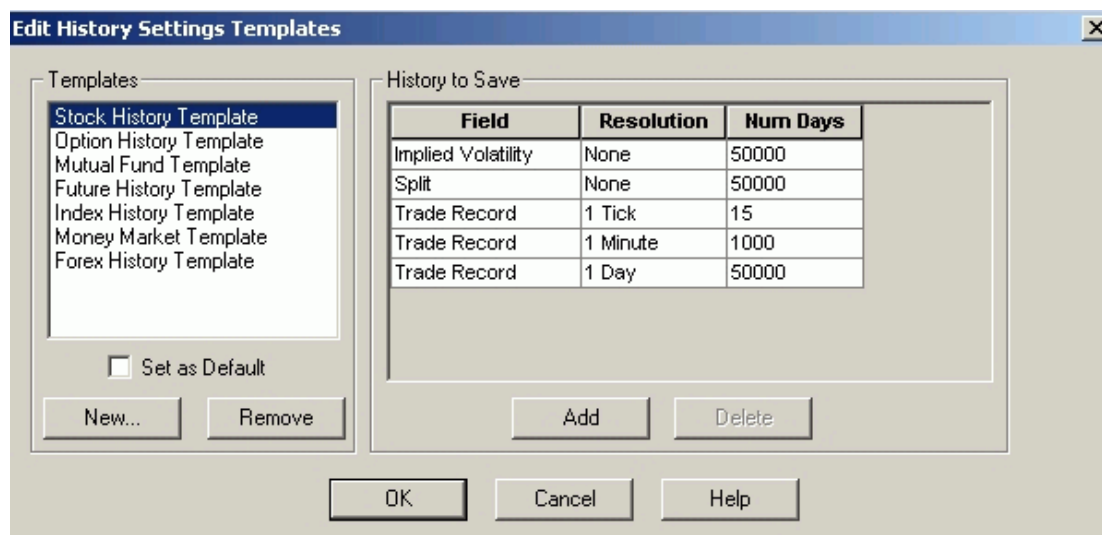 Edit History Settings Templates
Templates
Stock History Template
Option History Template
Mutual Fund Template
Future History Template
Index History Template
Money Market Template
Forex History Template
Set as Default
New...
Remove
History to Save
Field Resolution Num Days
Implied Volatility None 50000
Split None 50000
Trade Record 1 Tick 15
Trade Record 1 Minute 1000
Trade Record 1 Day 50000
Add
Delete
OK
Cancel
Help